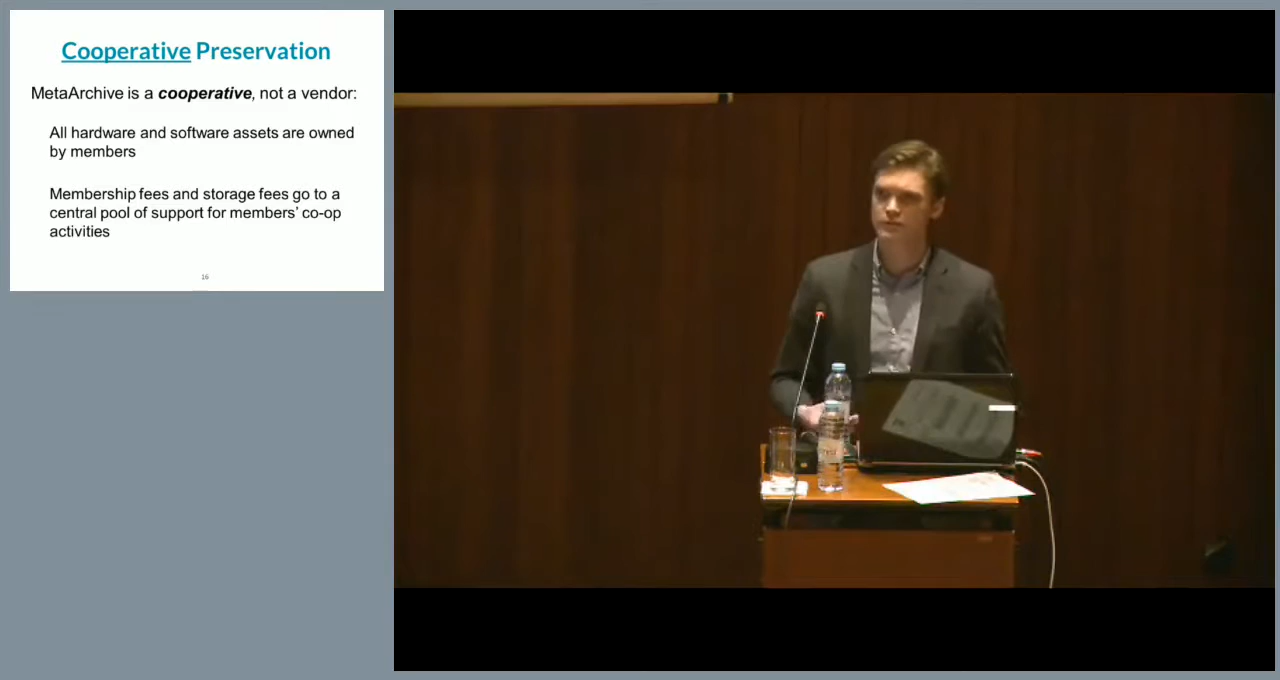 Cooperative Preservation
MetaArchive is a cooperative, not a vendor:
All hardware and software assets are owned
by members
Membership fees and storage fees go to a
central pool of support for members' co-op
activities
16